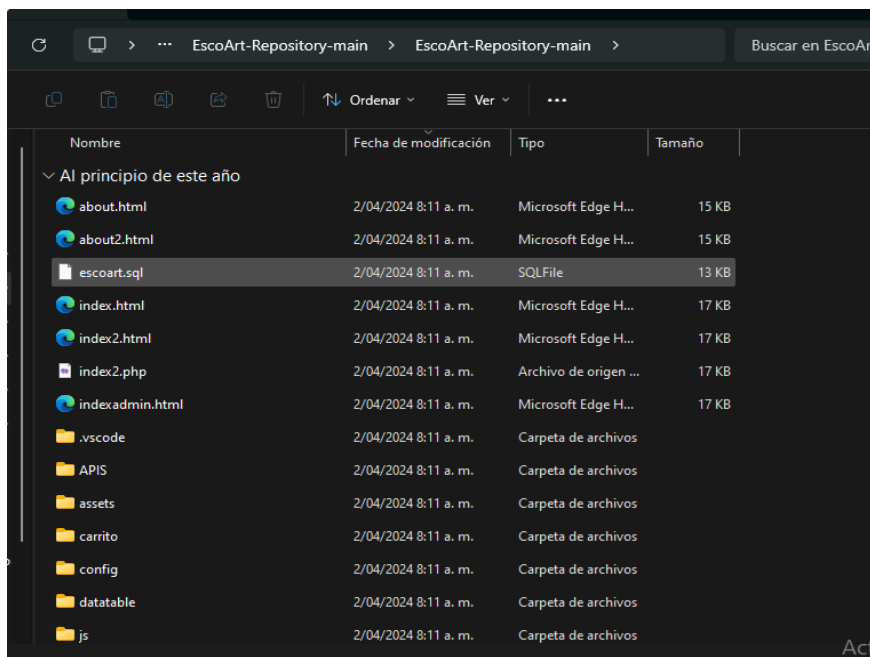 EscoArt-Repository-main > EscoArt-Repository-main > Buscar en EscoAr
Ordenar Ver
Nombre Fecha de modificación Tipo Tamaño
Al principio de este año
about.html 2/04/2024 8:11 a. m. Microsoft Edge H... 15 KB
about2.html 2/04/2024 8:11 a. m. Microsoft Edge H... 15 KB
escoart.sql 2/04/2024 8:11 a. m. SQLFile 13 KB
index.html 2/04/2024 8:11 a. m. Microsoft Edge H... 17 KB
index2.html 2/04/2024 8:11 a. m. Microsoft Edge H... 17 KB
index2.php 2/04/2024 8:11 a. m. Archivo de origen ... 17 KB
indexadmin.html 2/04/2024 8:11 a. m. Microsoft Edge H... 17 KB
.vscode 2/04/2024 8:11 a. m. Carpeta de archivos
APIS 2/04/2024 8:11 a. m. Carpeta de archivos
assets 2/04/2024 8:11 a. m. Carpeta de archivos
carrito 2/04/2024 8:11 a. m. Carpeta de archivos
config 2/04/2024 8:11 a. m. Carpeta de archivos
datatable 2/04/2024 8:11 a. m. Carpeta de archivos
js 2/04/2024 8:11 a. m. Carpeta de archivos